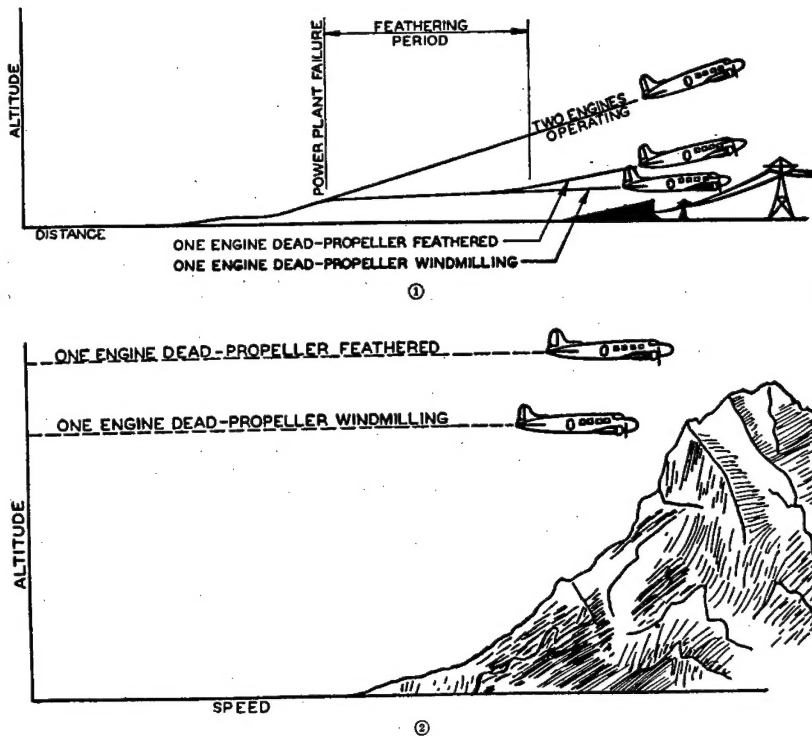 FEATHERING
PERIOD
ALTITUDE
POWER PLANT FAILURE
TWO ENGINES
OPERATING
DISTANCE
ONE ENGINE DEAD-PROPELLER FEATHERED
ONE ENGINE DEAD-PROPELLER WINDMILLING
①
ONE ENGINE DEAD-PROPELLER FEATHERED
ONE ENGINE DEAD-PROPELLER WINDMILLING
ALTITUDE
SPEED
②